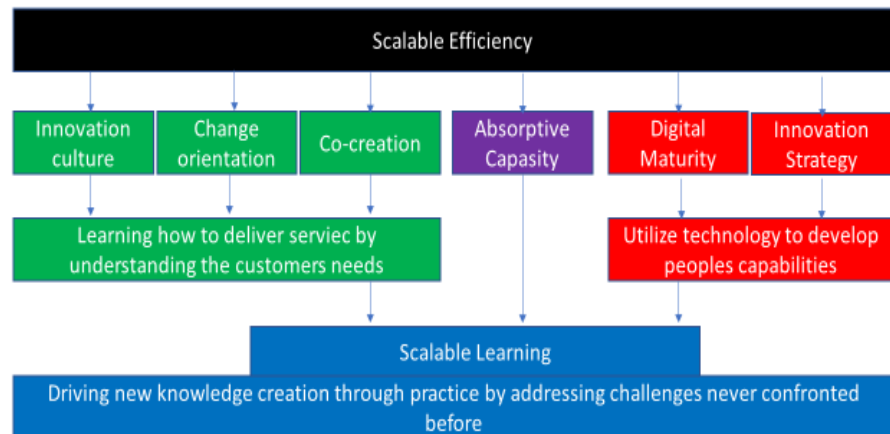 Scalable Efficiency
Innovation
culture
Change
orientation
Co-creation
Absorptive
Capasity
Digital
Maturity
Innovation
Strategy
Learning how to deliver serviec by
understanding the customers needs
Utilize technology to develop
peoples capabilities
Scalable Learning
Driving new knowledge creation through practice by addressing challenges never confronted
before